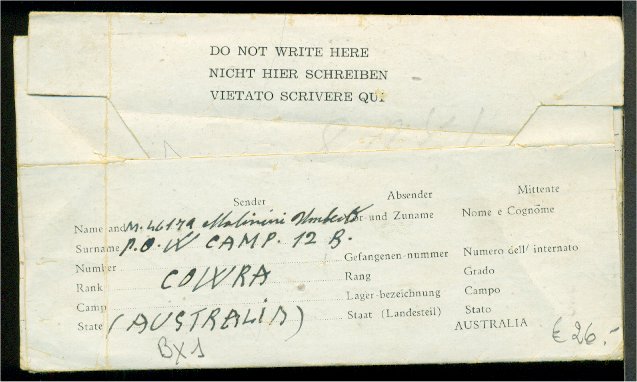 DO NOT WRITE HERE
NICHT HIER SCHREIBEN
VIETATO SCRIVERE QUI
Sender Absender Mittente
Name and M. 46179 Molinini Umberto Vor und Zuname Nome e Cognome
Surname P.O.W CAMP. 12 B.
Number Gefangenen-nummer Numero dell' internato
Rank COWRA Rang Grado
Camp Lager-bezeichnung Campo
State (AUSTRALIA) Staat (Landesteil) Stato
AUSTRALIA
BX1
€ 26.-